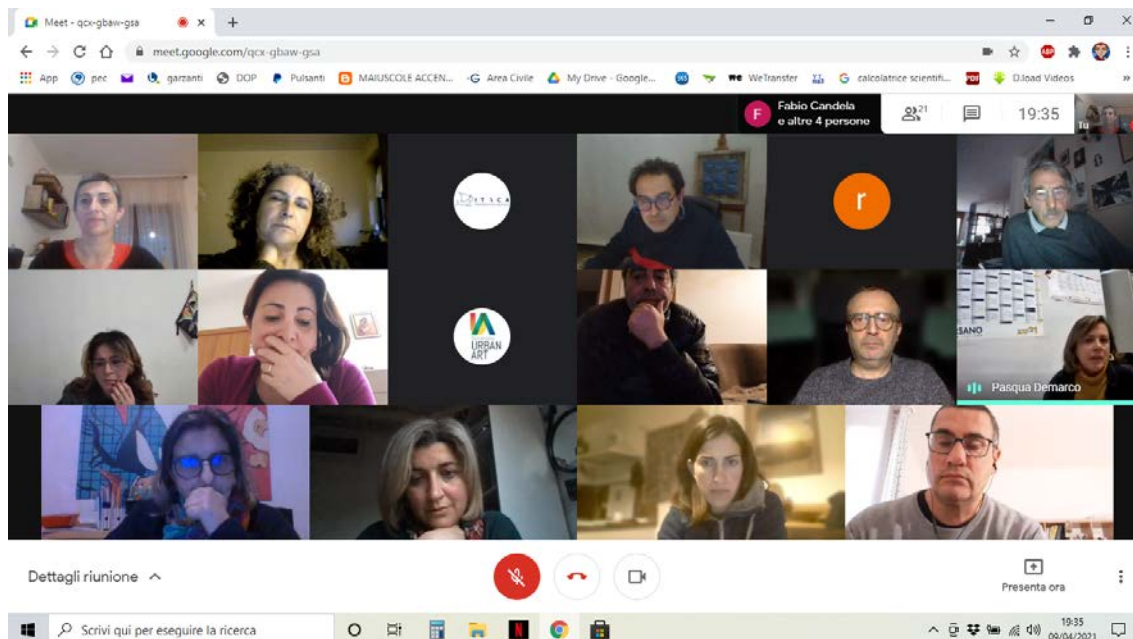 Meet - qcx-gbaw-gsa
meet.google.com/qcx-gbaw-gsa
ABP
App pec garzanti DOP Pulsanti MAIUSCOLE ACCEN... Area Civile My Drive - Google... WeTransfer calcolatrice scientifi... D.load Videos »
F Fabio Candela
e altre 4 persone
21
19:35
Tu
r
URBAN
ART
SANO
Pasqua Demarco
Dettagli riunione
Presenta ora
Scrivi qui per eseguire la ricerca
N
19:35
09/04/2021